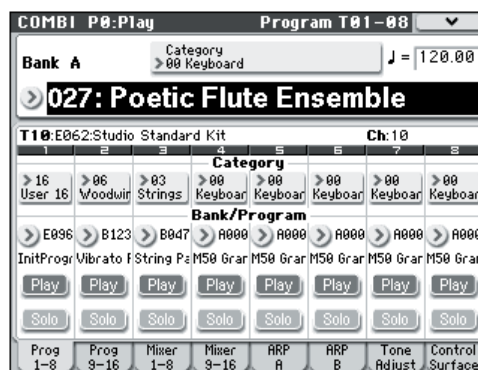 COMBI P0:Play Program T01-08
Bank A
Category
00 Keyboard
♩= 120.00
027: Poetic Flute Ensemble
T10:E062:Studio Standard Kit Ch:10
1 2 3 4 5 6 7 8
Category
16 User 16
06 Woodwin
03 Strings
00 Keyboar
00 Keyboar
00 Keyboar
00 Keyboar
00 Keyboar
Bank/Program
E096 B123 B047 A000 A000 A000 A000 A000
InitProgr Vibrato F String Pa M50 Gran M50 Gran M50 Gran M50 Gran M50 Gran
Play Play Play Play Play Play Play Play
Solo Solo Solo Solo Solo Solo Solo Solo
Prog 1-8
Prog 9-16
Mixer 1-8
Mixer 9-16
ARP A
ARP B
Tone Adjust
Control Surface